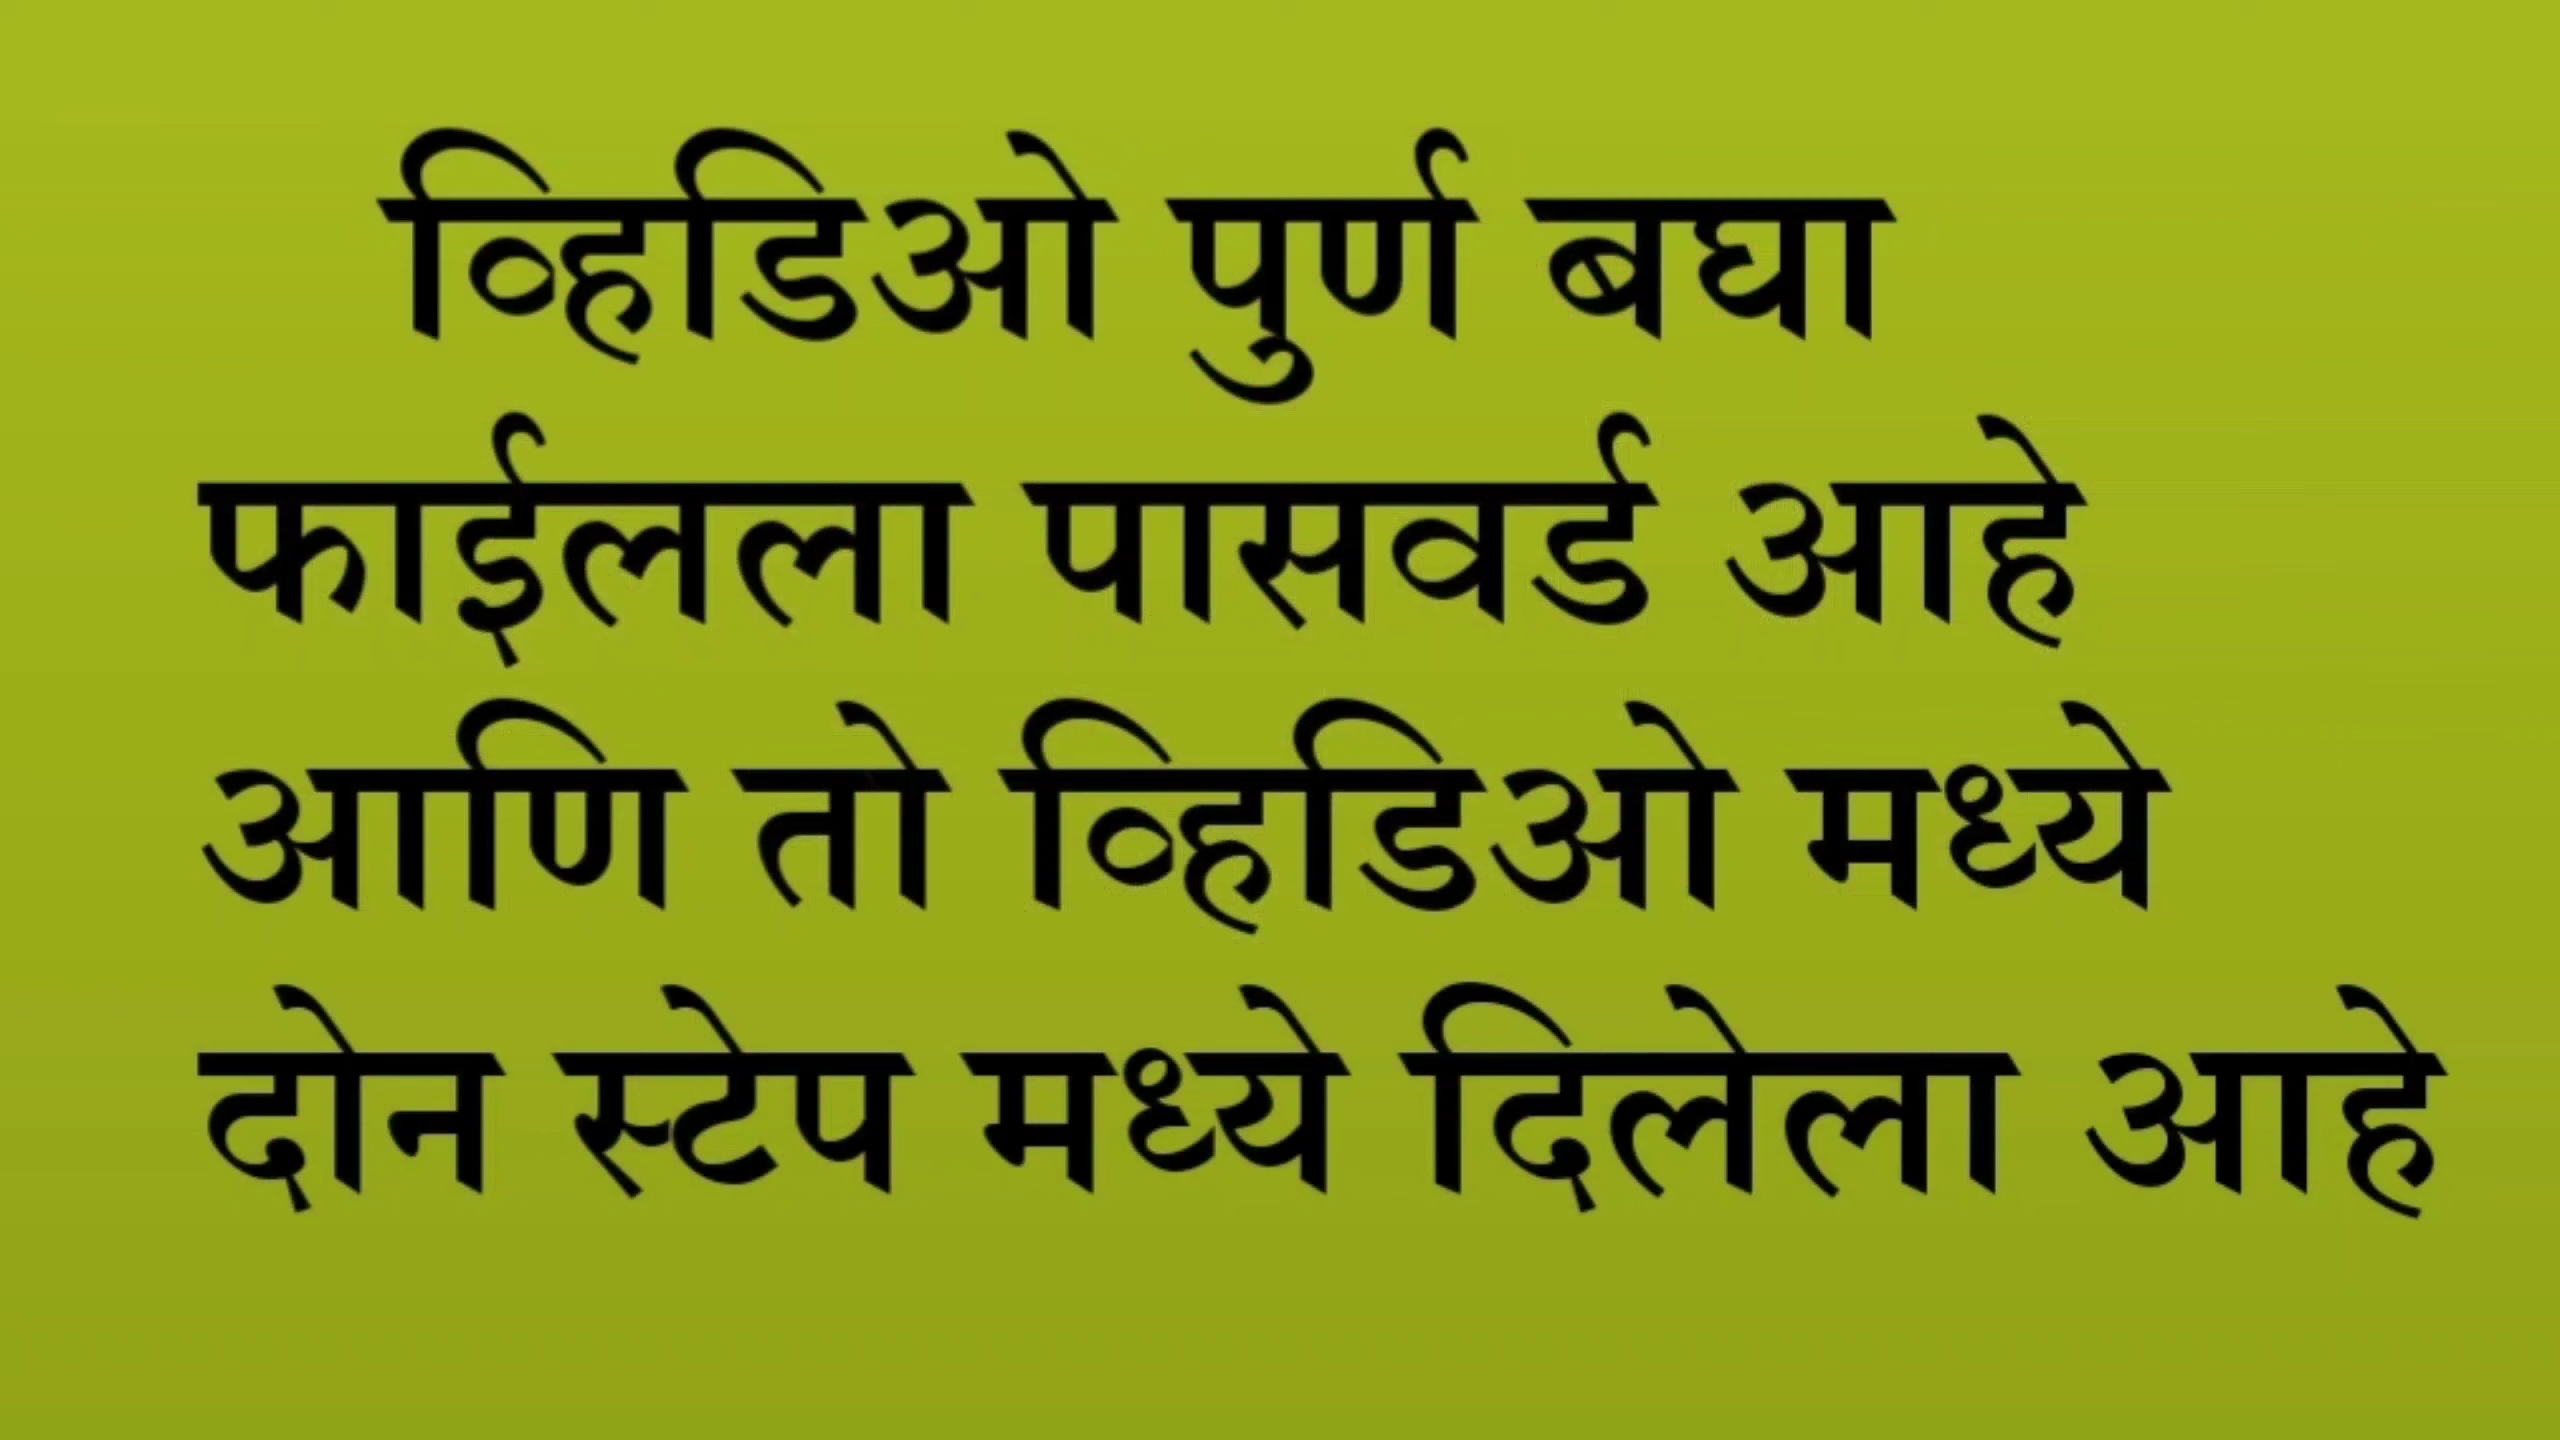 व्हिडिओ पुर्ण बघा
फाईलला पासवर्ड आहे
आणि तो व्हिडिओ मध्ये
दोन स्टेप मध्ये दिलेला आहे